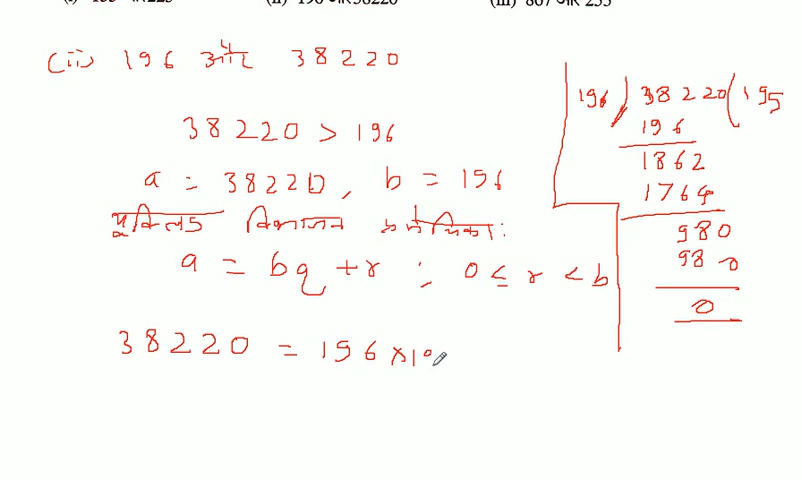 (ii) 196 और 38220
38220 > 196
a = 38220, b = 196
यूक्लिड विभाजन प्रमेयिका :
a = bq + r ; 0 ≤ r < b
38220 = 196 × 19
196 ) 38220 ( 195
196
1862
1764
980
980
0